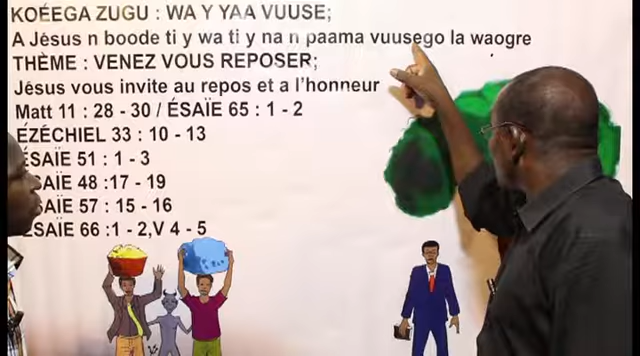 KOÉEGA ZUGU : WA Y YAA VUUSE;
A Jésus n boode ti y wa ti y na n paama vuusego la waogre
THÈME : VENEZ VOUS REPOSER;
Jésus vous invite au repos et a l'honneur
Matt 11 : 28 - 30 / ÉSAÏE 65 : 1 - 2
ÉZÉCHIEL 33 : 10 - 13
ÉSAÏE 51 : 1 - 3
SAÏE 48 :17 - 19
SAÏE 57 : 15 - 16
ÉSAÏE 66 :1 - 2,V 4 - 5